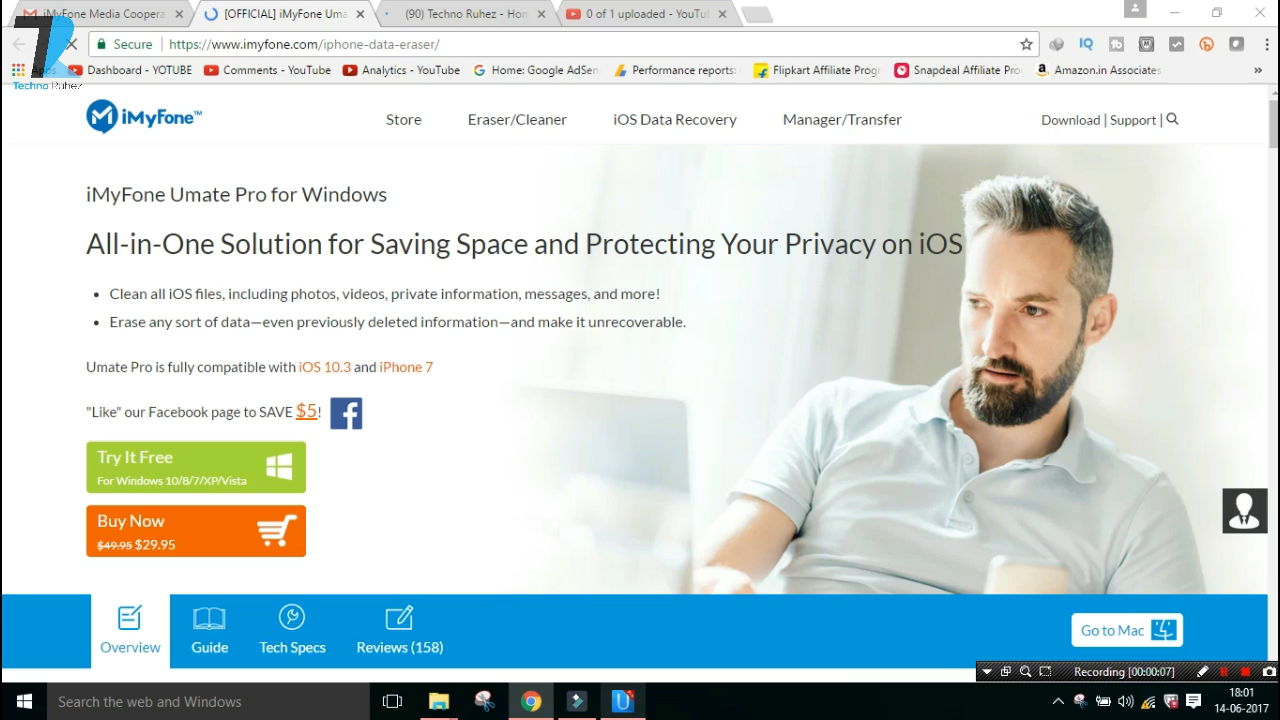 iMyFone Media Coopera
[OFFICIAL] iMyFone Uma
(90) Techno Ruhez - Hom
0 of 1 uploaded - YouTu
Secure | https://www.imyfone.com/iphone-data-eraser/
Dashboard - YOTUBE
Comments - YouTube
Analytics - YouTube
Home: Google AdSen
Performance repor
Flipkart Affiliate Prog
Snapdeal Affiliate Pro
Amazon.in Associates
Techno Ruhez
iMyFone™
Store
Eraser/Cleaner
iOS Data Recovery
Manager/Transfer
Download | Support |
iMyFone Umate Pro for Windows
All-in-One Solution for Saving Space and Protecting Your Privacy on iOS
• Clean all iOS files, including photos, videos, private information, messages, and more!
• Erase any sort of data—even previously deleted information—and make it unrecoverable.
Umate Pro is fully compatible with iOS 10.3 and iPhone 7
"Like" our Facebook page to SAVE $5!
Try It Free
For Windows 10/8/7/XP/Vista
Buy Now
$49.95 $29.95
Overview
Guide
Tech Specs
Reviews (158)
Go to Mac
Recording [00:00:07]
Search the web and Windows
18:01
14-06-2017